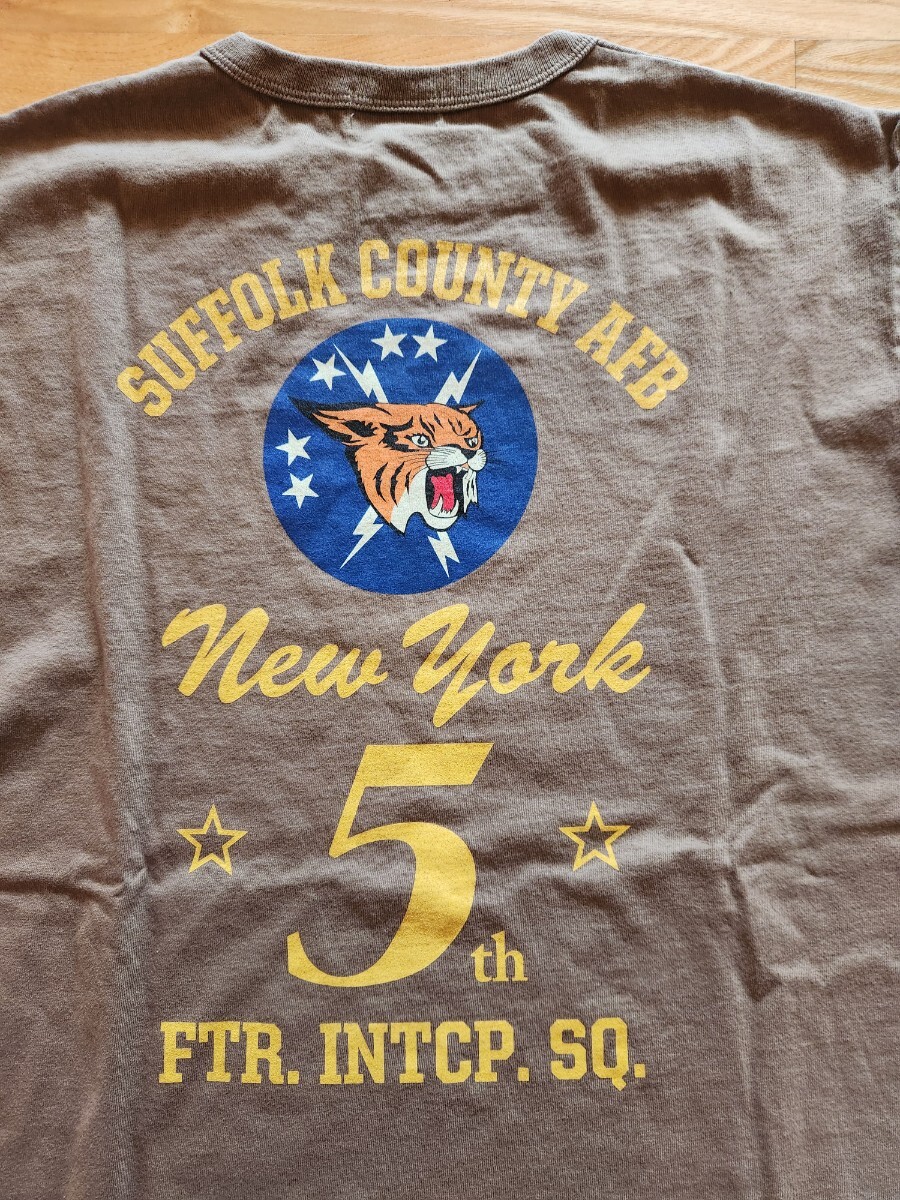 SUFFOLK COUNTY AFB
New York
5th
FTR. INTCP. SQ.